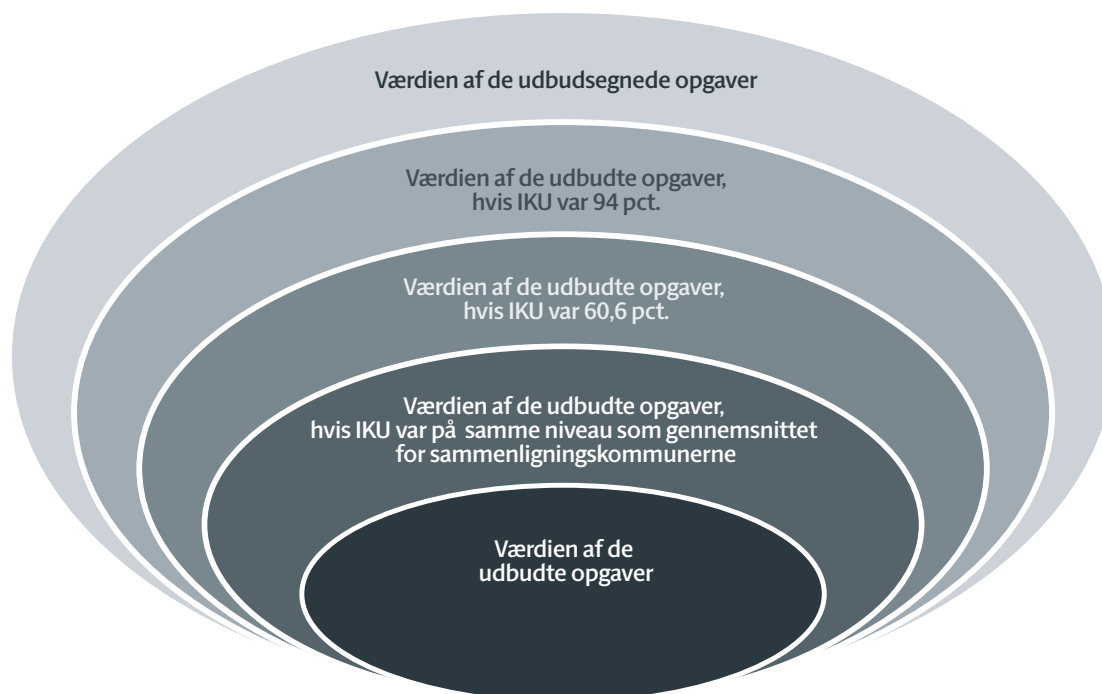 Værdien af de udbudsegnede opgaver
Værdien af de udbudte opgaver,
hvis IKU var 94 pct.
Værdien af de udbudte opgaver,
hvis IKU var 60,6 pct.
Værdien af de udbudte opgaver,
hvis IKU var på samme niveau som gennemsnittet
for sammenligningskommunerne
Værdien af de
udbudte opgaver